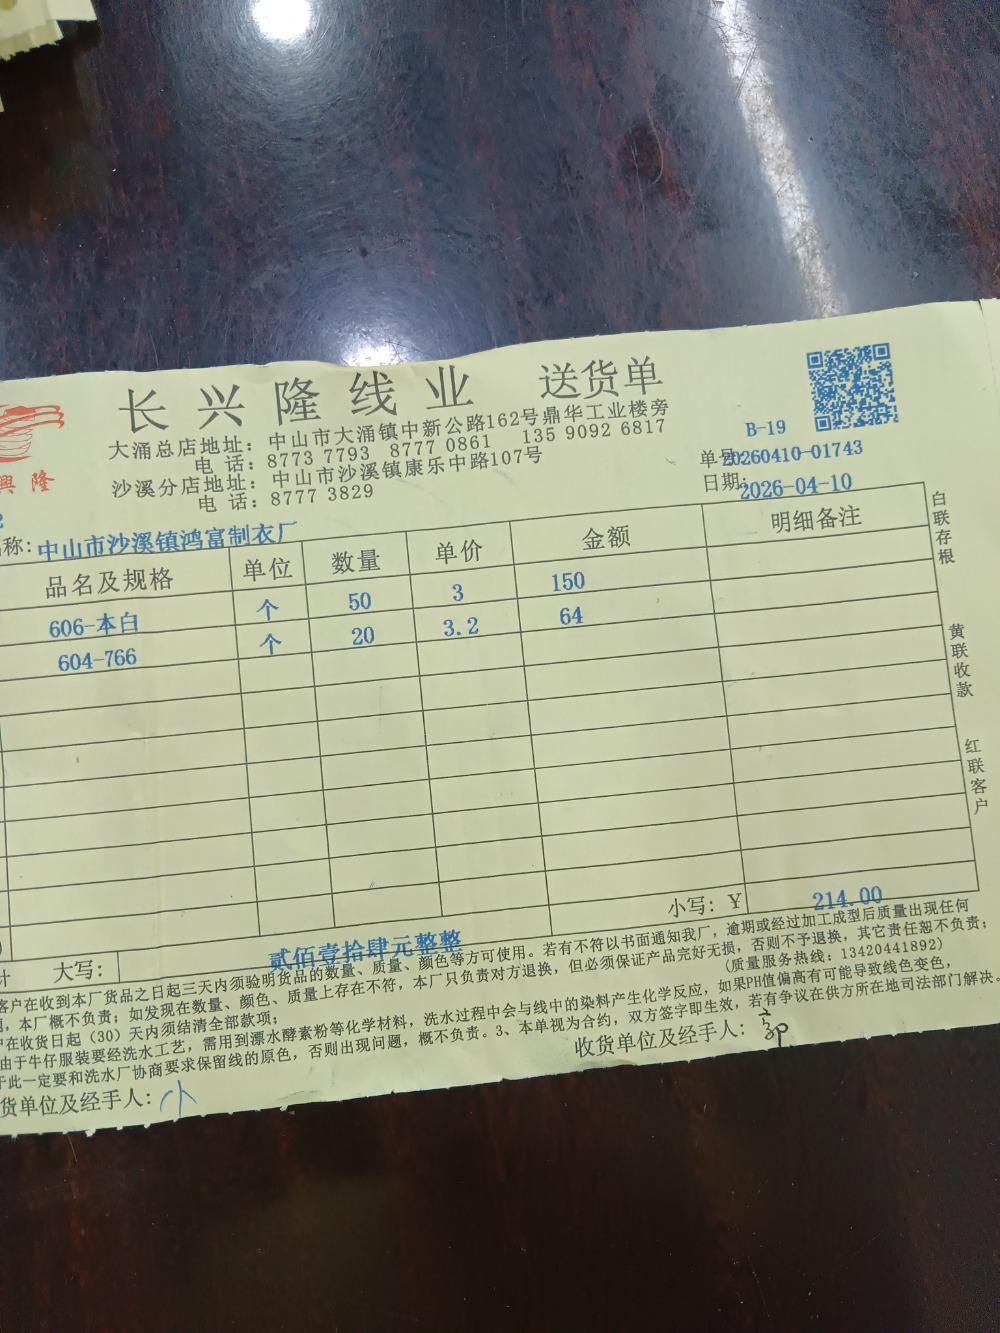 长兴隆线业 送货单
大涌总店地址：中山市大涌镇中新公路162号鼎华工业楼旁
电 话：8773 7793 8777 0861 135 9092 6817
沙溪分店地址：中山市沙溪镇康乐中路107号
电 话：8777 3829
興 隆
B-19
单号:20260410-01743
日期:2026-04-10
2
称：中山市沙溪镇鸿富制衣厂
品名及规格 单位 数量 单价 金额 明细备注
606-本白 个 50 3 150
604-766 个 20 3.2 64
白联存根
黄联收款
红联客户
小写：¥ 214.00
计 大写：贰佰壹拾肆元整整
客户在收到本厂货品之日起三天内须验明货品的数量、质量、颜色等方可使用。若有不符以书面通知我厂，逾期或经过加工成型后质量出现任何
，本厂概不负责；如发现在数量、颜色、质量上存在不符，本厂只负责对方退换，但必须保证产品完好无损，否则不予退换，其它责任恕不负责；
户在收货日起（30）天内须结清全部款项； （质量服务热线：13420441892）
由于牛仔服装要经洗水工艺，需用到漂水酵素粉等化学材料，洗水过程中会与线中的染料产生化学反应，如果PH值偏高有可能导致线色变色，
于此一定要和洗水厂协商要求保留线的原色，否则出现问题，概不负责。3、本单视为合约，双方签字即生效，若有争议在供方所在地司法部门解决。
货单位及经手人：小
收货单位及经手人：